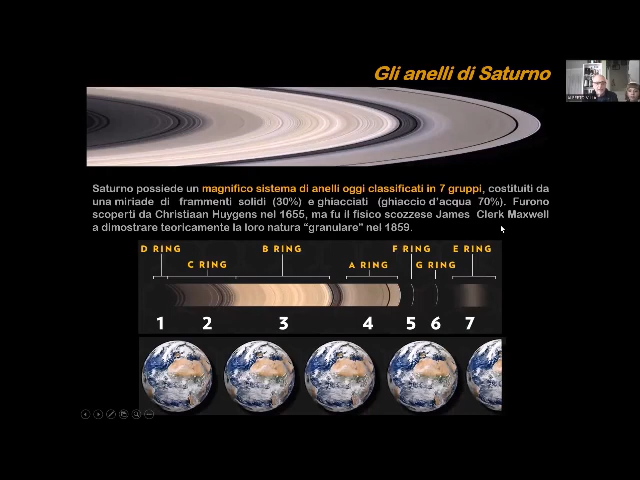 Gli anelli di Saturno
Saturno possiede un magnifico sistema di anelli oggi classificati in 7 gruppi, costituiti da
una miriade di frammenti solidi (30%) e ghiacciati (ghiaccio d'acqua 70%). Furono
scoperti da Christiaan Huygens nel 1655, ma fu il fisico scozzese James Clerk Maxwell
a dimostrare teoricamente la loro natura “granulare” nel 1859.
D RING
B RING
F RING
E RING
C RING
A RING
G RING
1 2 3 4 5 6 7